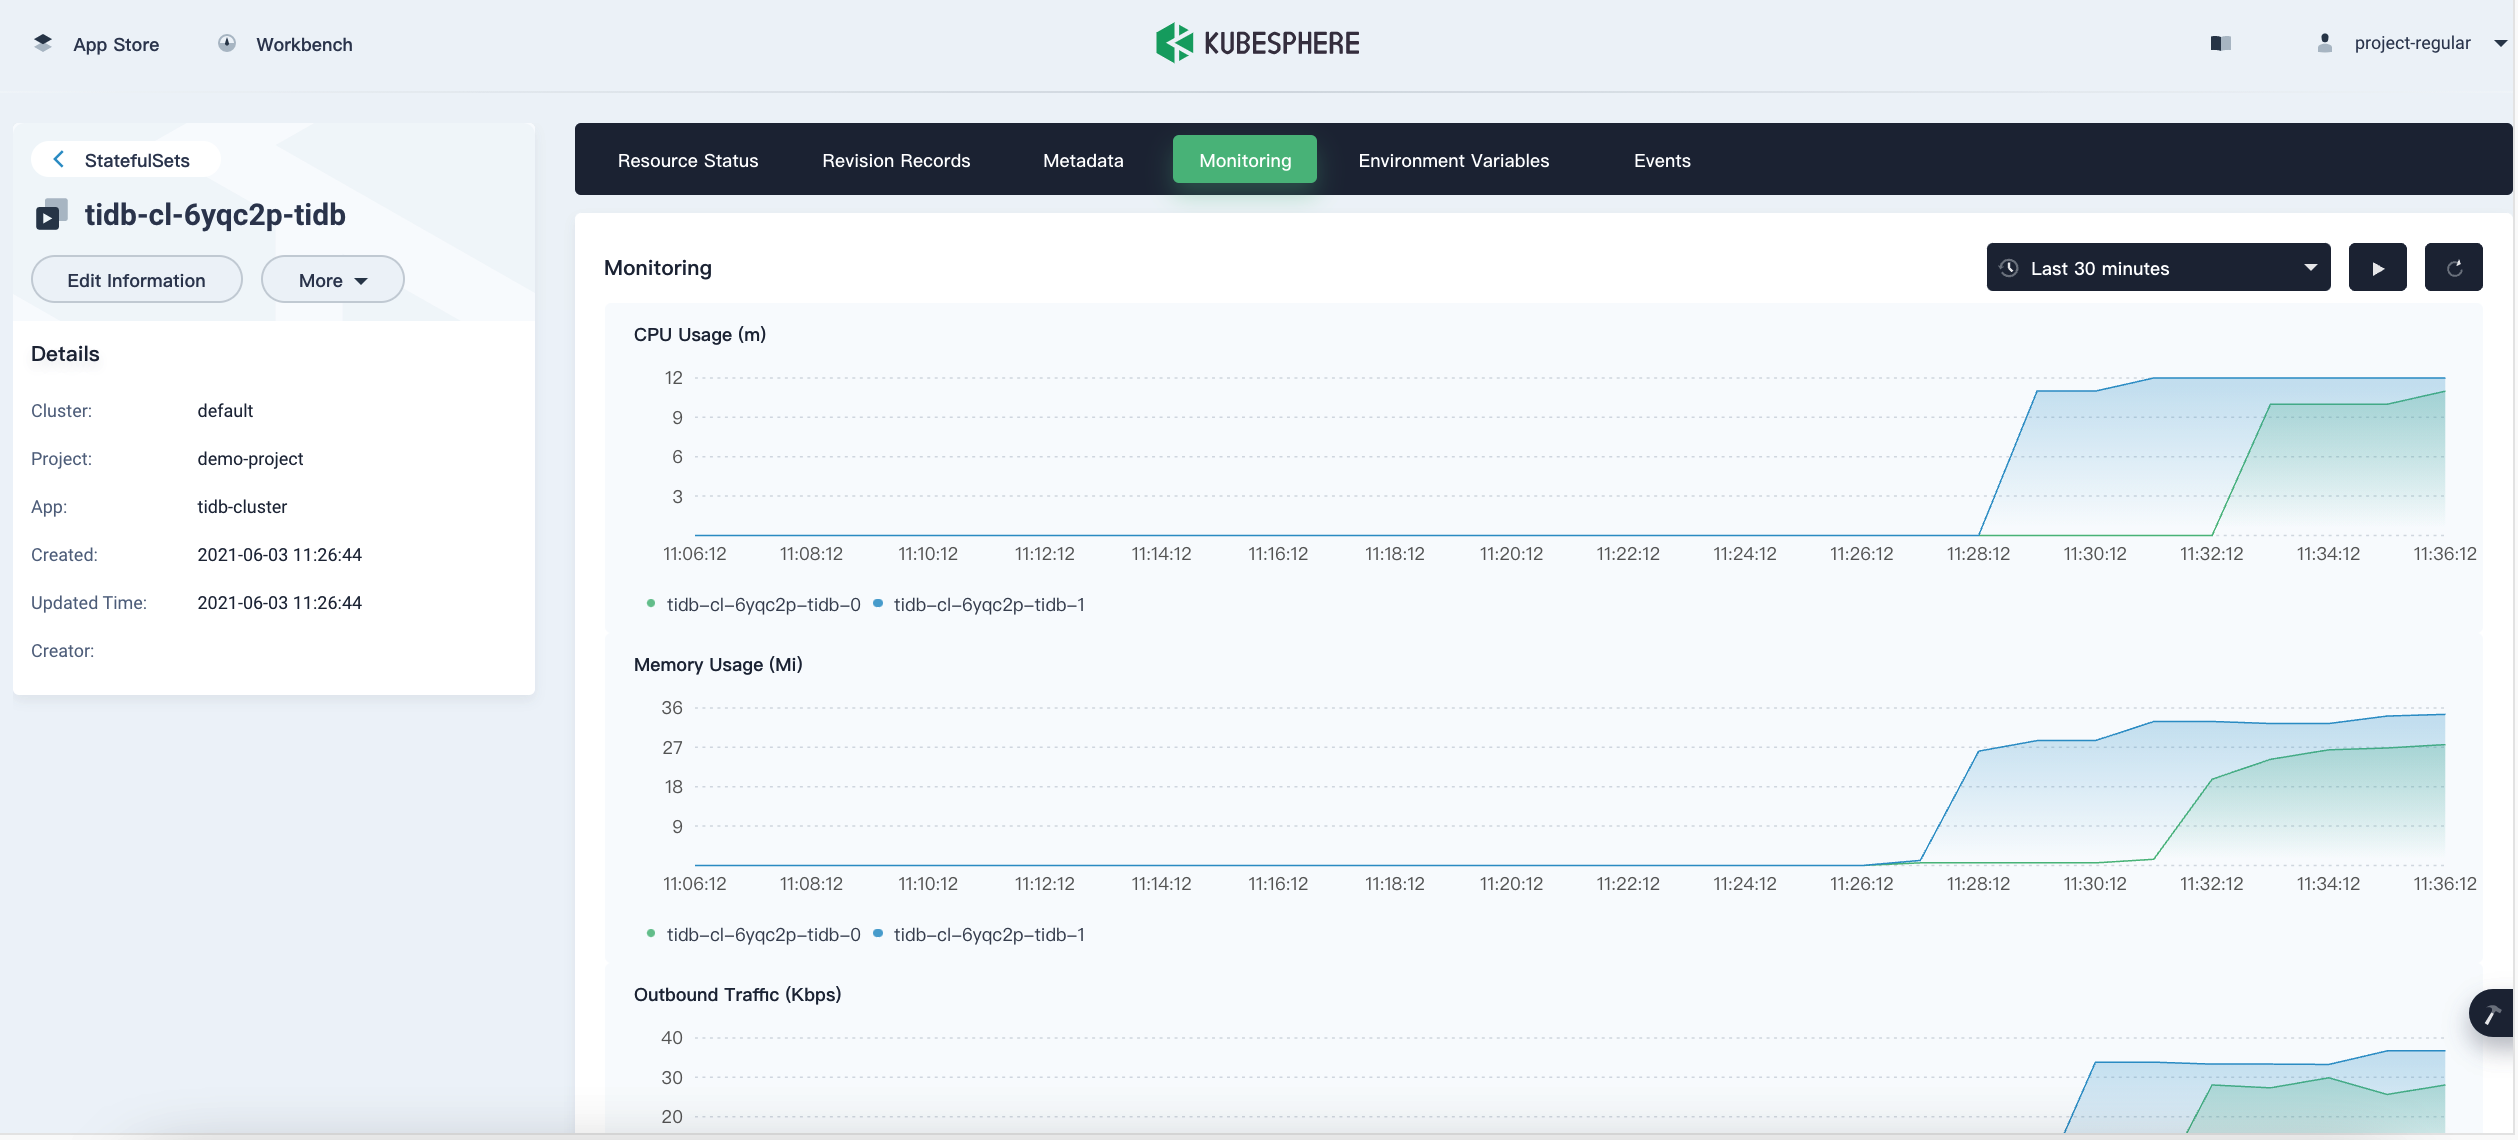 App Store
Workbench
KUBESPHERE
project-regular
StatefulSets
tidb-cl-6yqc2p-tidb
Edit Information
More
Details
Cluster: default
Project: demo-project
App: tidb-cluster
Created: 2021-06-03 11:26:44
Updated Time: 2021-06-03 11:26:44
Creator:
Resource Status
Revision Records
Metadata
Monitoring
Environment Variables
Events
Monitoring
Last 30 minutes
CPU Usage (m)
12
9
6
3
11:06:12 11:08:12 11:10:12 11:12:12 11:14:12 11:16:12 11:18:12 11:20:12 11:22:12 11:24:12 11:26:12 11:28:12 11:30:12 11:32:12 11:34:12 11:36:12
tidb-cl-6yqc2p-tidb-0 tidb-cl-6yqc2p-tidb-1
Memory Usage (Mi)
36
27
18
9
11:06:12 11:08:12 11:10:12 11:12:12 11:14:12 11:16:12 11:18:12 11:20:12 11:22:12 11:24:12 11:26:12 11:28:12 11:30:12 11:32:12 11:34:12 11:36:12
tidb-cl-6yqc2p-tidb-0 tidb-cl-6yqc2p-tidb-1
Outbound Traffic (Kbps)
40
30
20